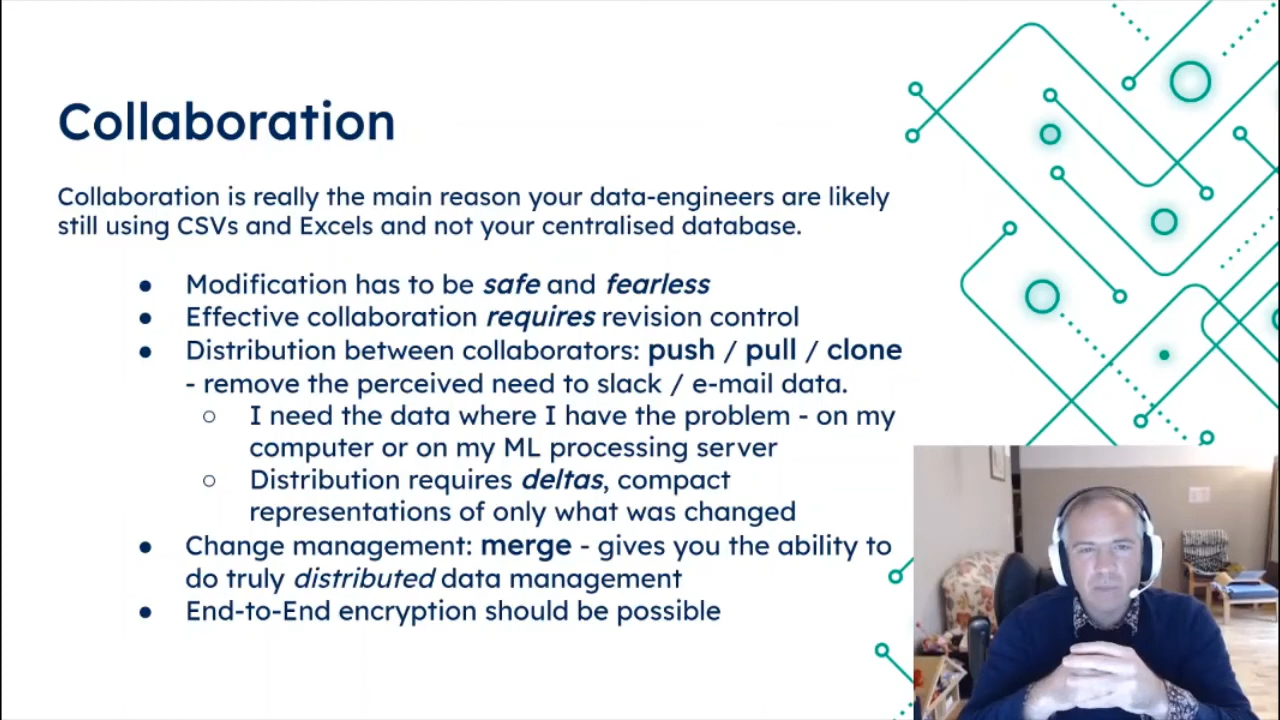 Collaboration
Collaboration is really the main reason your data-engineers are likely
still using CSVs and Excels and not your centralised database.
● Modification has to be safe and fearless
● Effective collaboration requires revision control
● Distribution between collaborators: push / pull / clone
- remove the perceived need to slack / e-mail data.
○ I need the data where I have the problem - on my
computer or on my ML processing server
○ Distribution requires deltas, compact
representations of only what was changed
● Change management: merge - gives you the ability to
do truly distributed data management
● End-to-End encryption should be possible